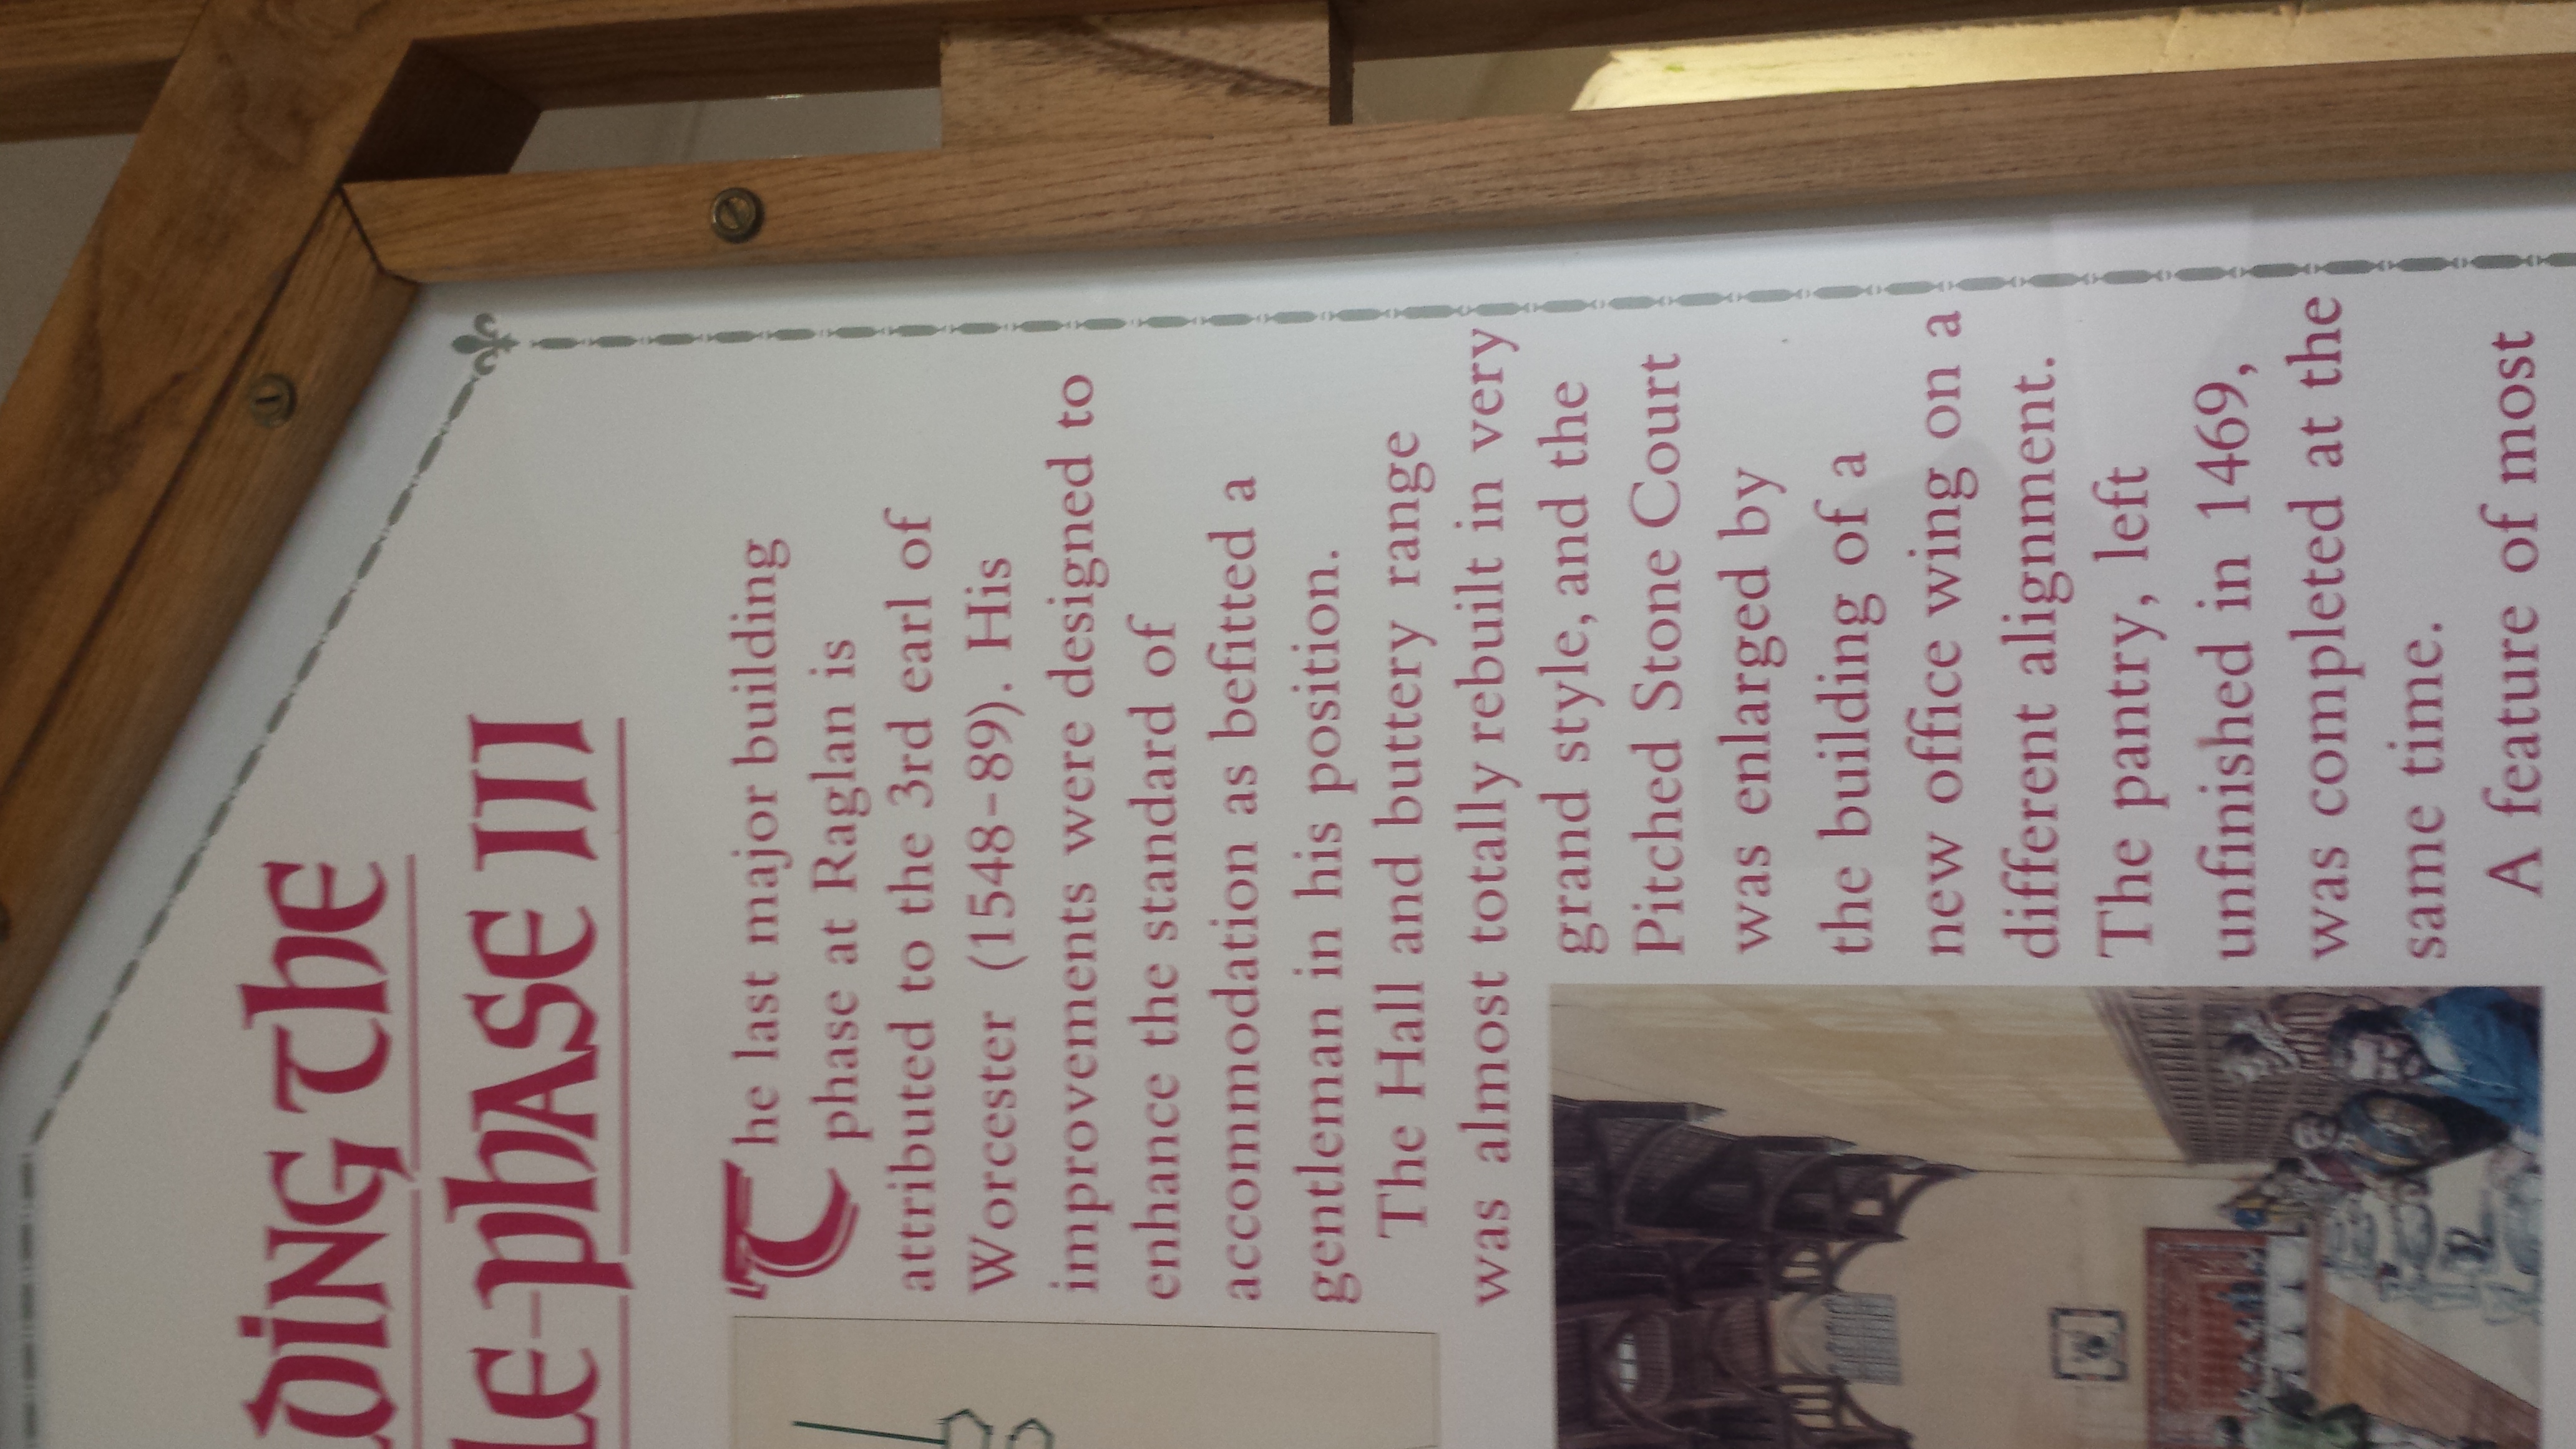 DING THE
LE-PHASE III
The last major building
phase at Raglan is
attributed to the 3rd earl of
Worcester (1548-89). His
improvements were designed to
enhance the standard of
accommodation as befitted a
gentleman in his position.
The Hall and buttery range
was almost totally rebuilt in very
grand style, and the
Pitched Stone Court
was enlarged by
the building of a
new office wing on a
different alignment.
The pantry, left
unfinished in 1469,
was completed at the
same time.
A feature of most